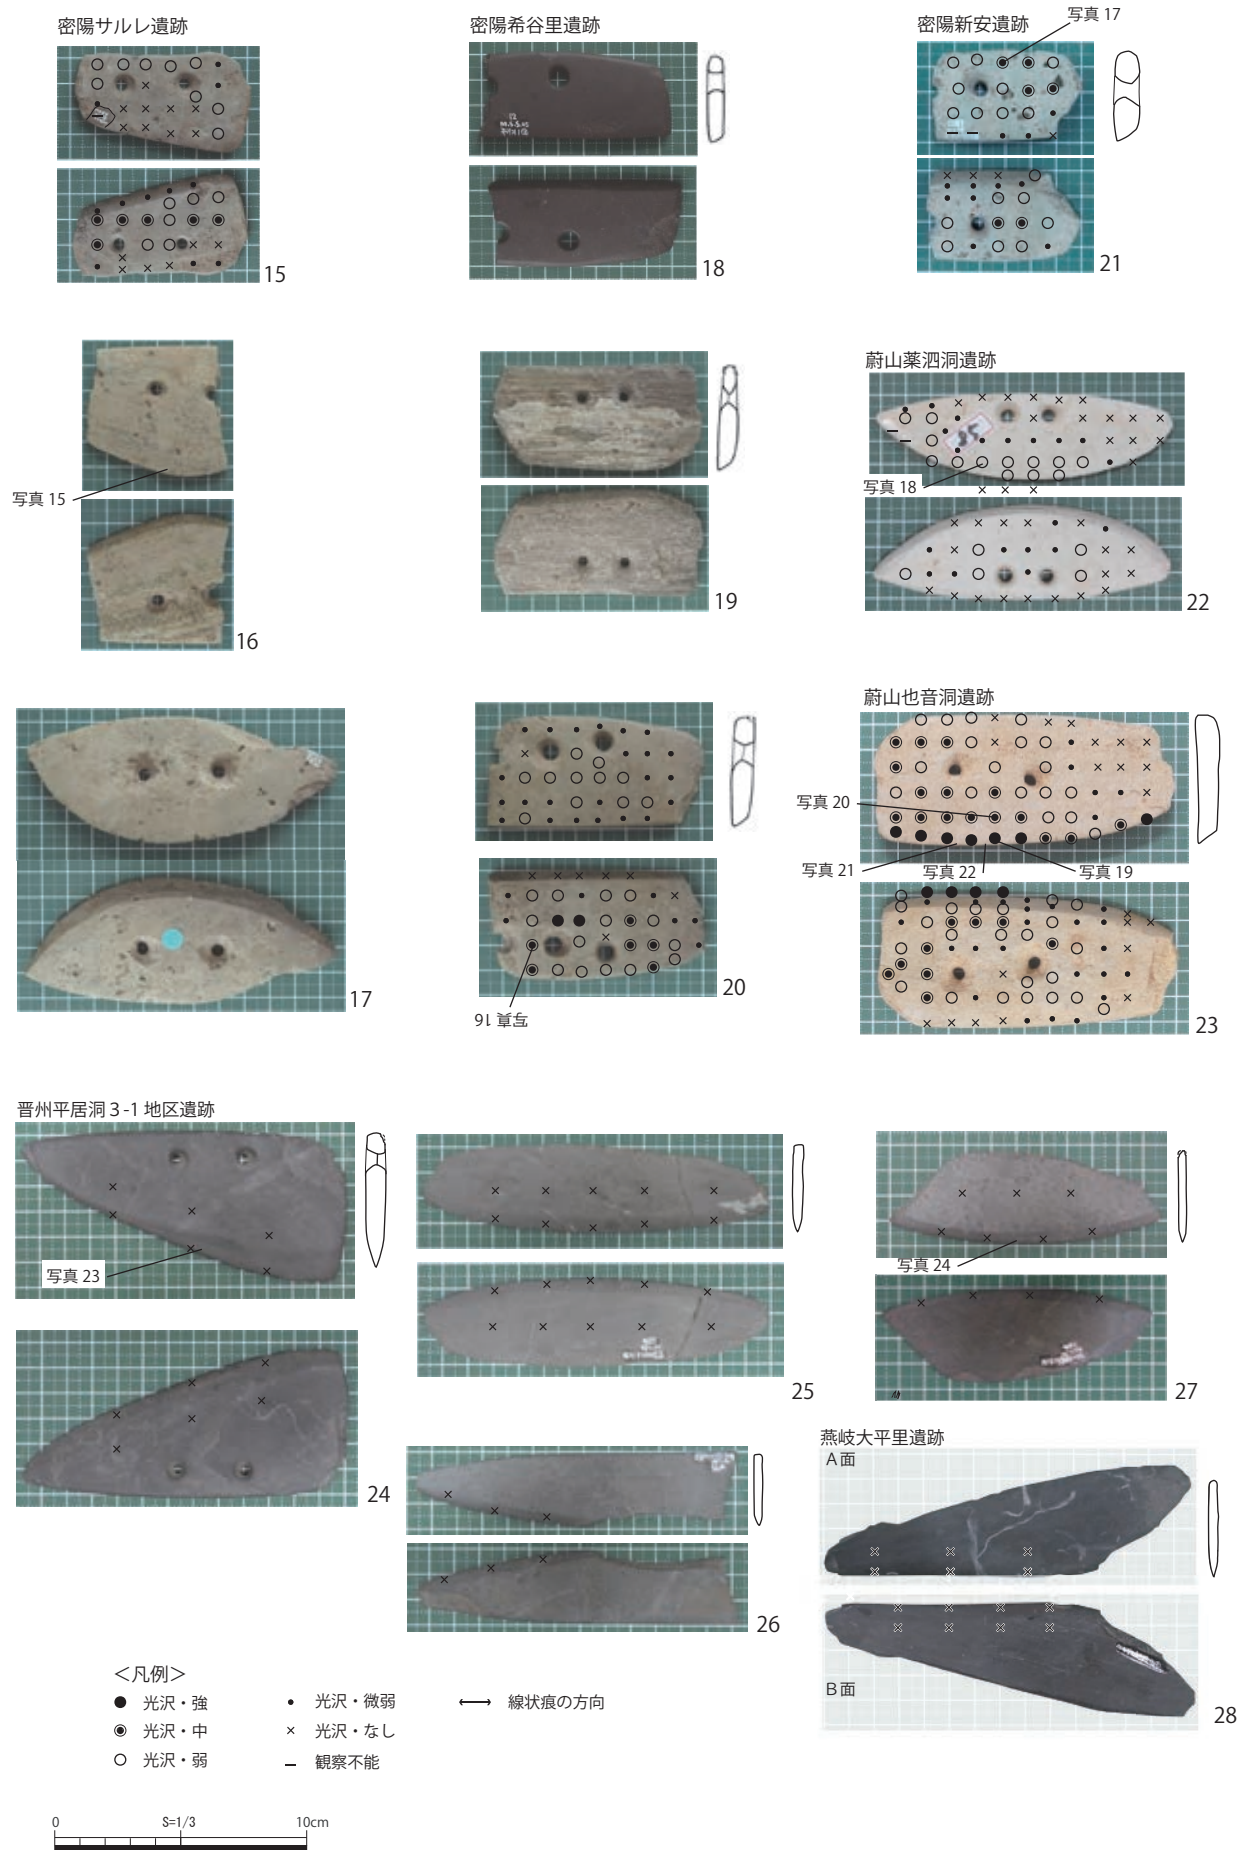 密陽サルレ遺跡
15
写真 15
16
17
密陽希谷里遺跡
12
18
19
20
写真 16
密陽新安遺跡
写真 17
21
蔚山薬泗洞遺跡
85
写真 18
22
蔚山也音洞遺跡
写真 20
写真 21
写真 22
写真 19
23
晋州平居洞3-1地区遺跡
写真 23
24
25
26
写真 24
27
燕岐大平里遺跡
A面
B面
28
＜凡例＞
光沢・強
光沢・中
光沢・弱
光沢・微弱
光沢・なし
観察不能
線状痕の方向
0 S=1/3 10cm